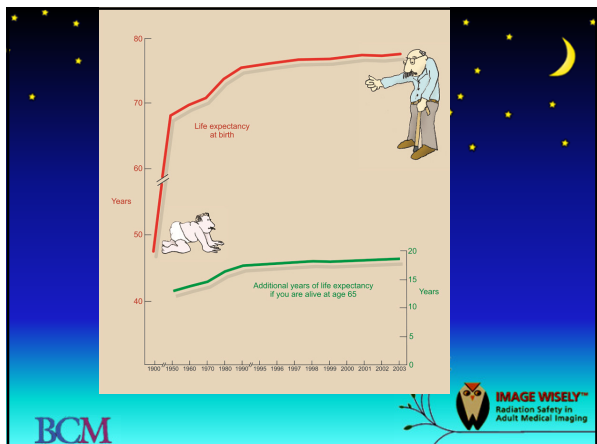 80
70
60
50
40
Years
Life expectancy
at birth
Additional years of life expectancy
if you are alive at age 65
20
15
10
5
0
Years
1900 1950 1960 1970 1980 1990 1995 1996 1997 1998 1999 2000 2001 2002 2003
BCM
IMAGE WISELY™
Radiation Safety in
Adult Medical Imaging